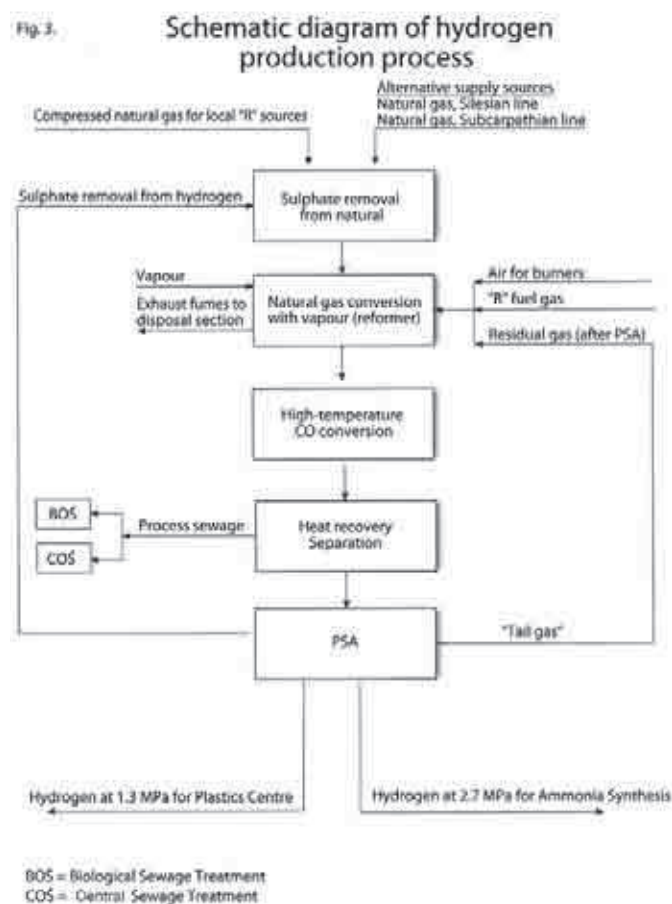 Fig. 3.
Schematic diagram of hydrogen
production process
Alternative supply sources
Natural gas, Silesian line
Natural gas, Subcarpathian line
Compressed natural gas for local "R" sources
Sulphate removal from hydrogen
Sulphate removal
from natural
Vapour
Exhaust fumes to
disposal section
Natural gas conversion
with vapour (reformer)
Air for burners
"R" fuel gas
Residual gas (after PSA)
High-temperature
CO conversion
BOŚ
COŚ
Process sewage
Heat recovery
Separation
PSA
"Tail gas"
Hydrogen at 1.3 MPa for Plastics Centre
Hydrogen at 2.7 MPa for Ammonia Synthesis
BOŚ = Biological Sewage Treatment
COŚ = Central Sewage Treatment